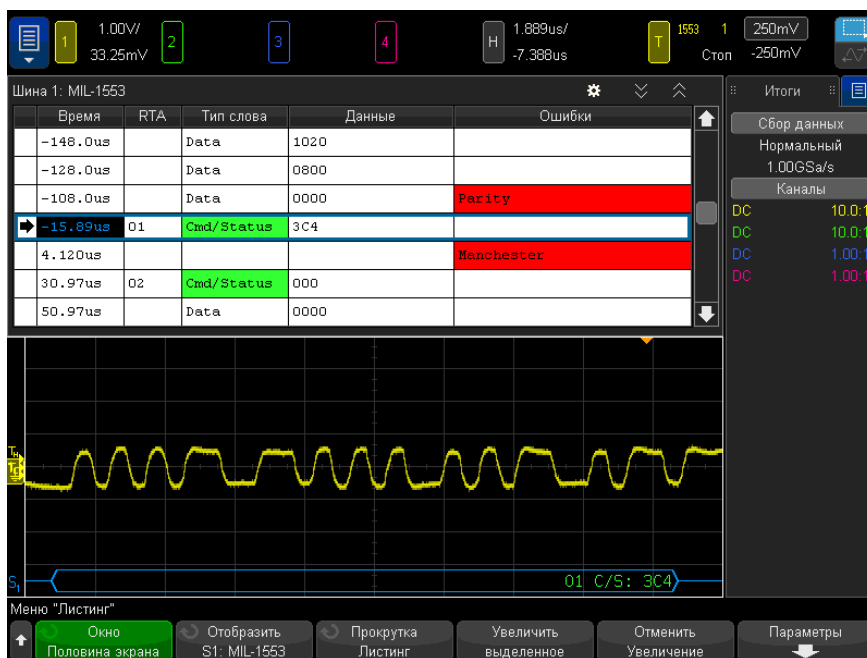 1 1.00V/ 2 3 4 H 1.889us/ T 1553 1 250mV
33.25mV -7.388us Стоп -250mV
Шина 1: MIL-1553
Время RTA Тип слова Данные Ошибки
-148.0us Data 1020
-128.0us Data 0800
-108.0us Data 0000 Parity
-15.89us 01 Cmd/Status 3C4
4.120us Manchester
30.97us 02 Cmd/Status 000
50.97us Data 0000
Итоги
Сбор данных
Нормальный
1.00GSa/s
Каналы
DC 10.0:1
DC 10.0:1
DC 1.00:1
DC 1.00:1
S1 01 C/S: 3C4
Меню "Листинг"
Окно
Половина экрана
Отобразить
S1: MIL-1553
Прокрутка
Листинг
Увеличить
выделенное
Отменить
Увеличение
Параметры